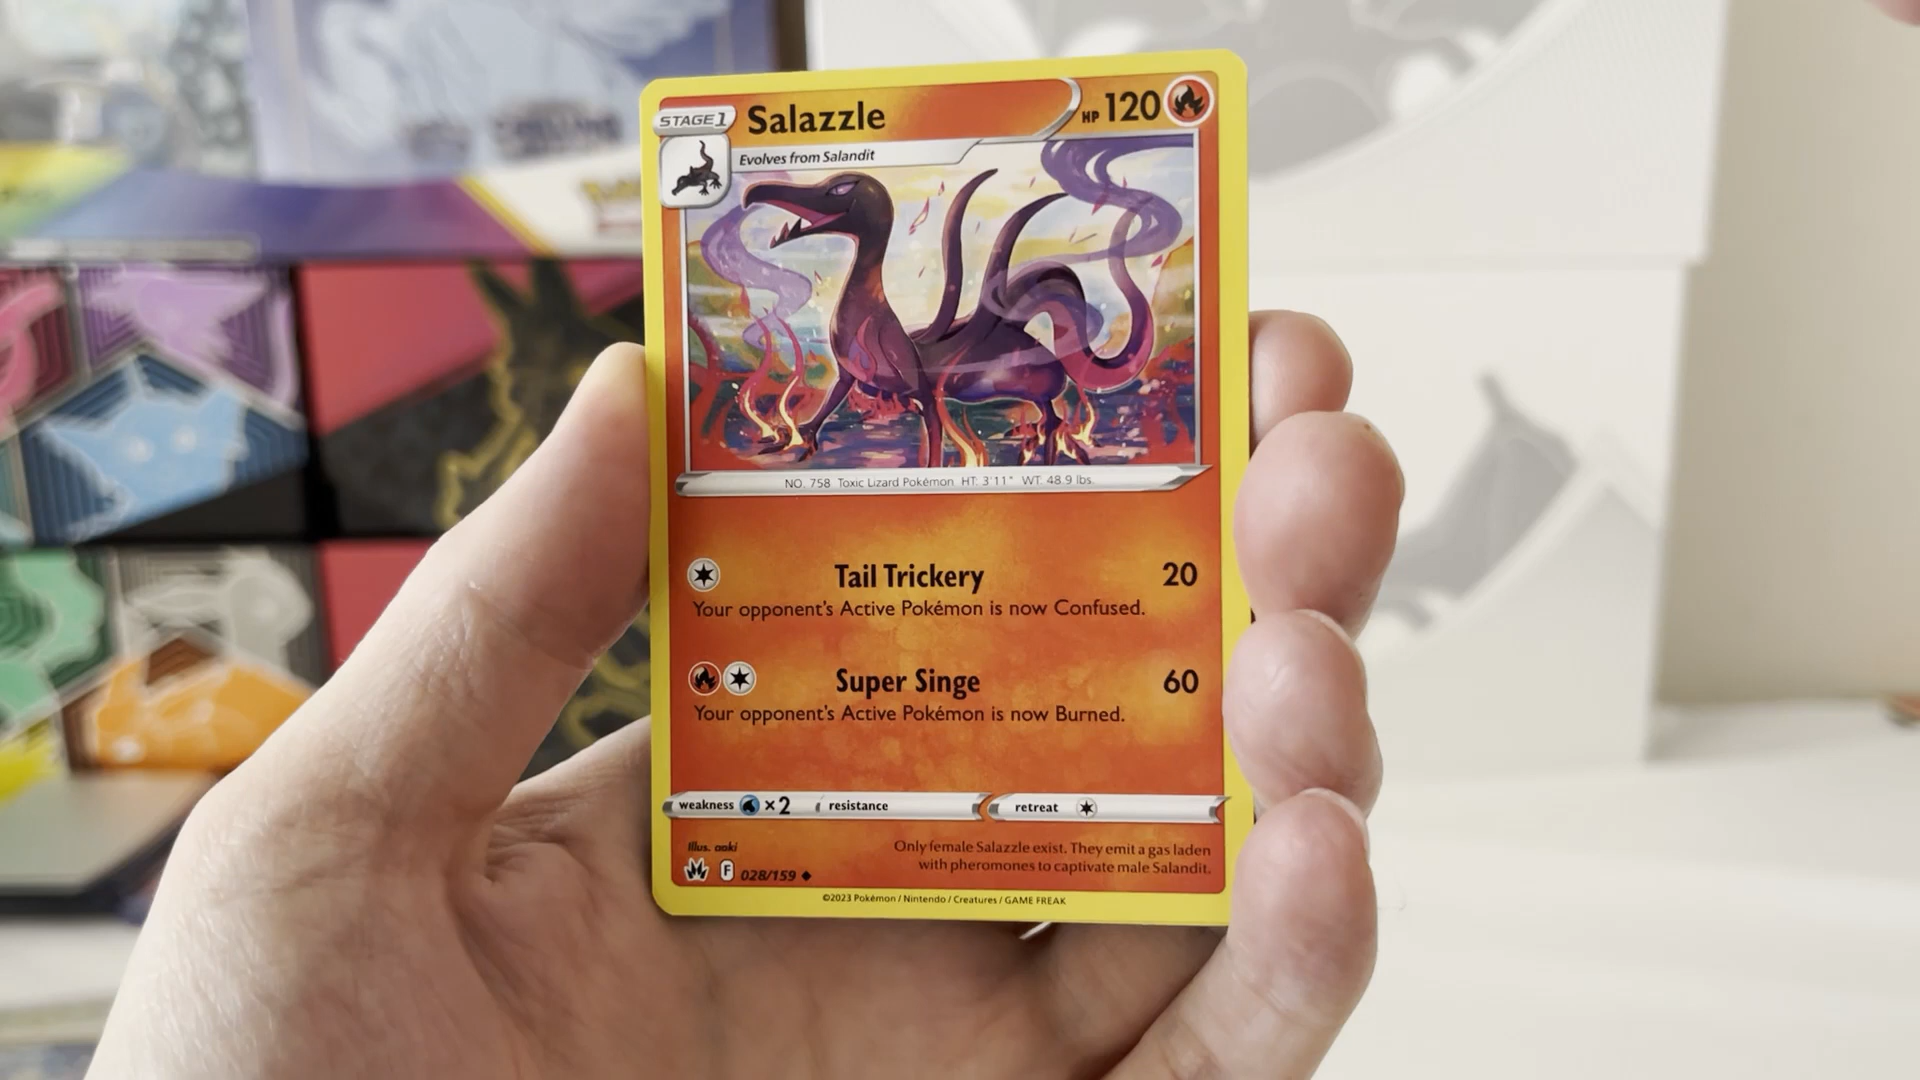 STAGE1
Salazzle
HP 120
Evolves from Salandit
NO. 758 Toxic Lizard Pokémon HT: 3'11" WT: 48.9 lbs.
Tail Trickery 20
Your opponent's Active Pokémon is now Confused.
Super Singe 60
Your opponent's Active Pokémon is now Burned.
weakness ×2 resistance retreat
Illus. aoki
Only female Salazzle exist. They emit a gas laden
with pheromones to captivate male Salandit.
F 028/159
©2023 Pokémon / Nintendo / Creatures / GAME FREAK